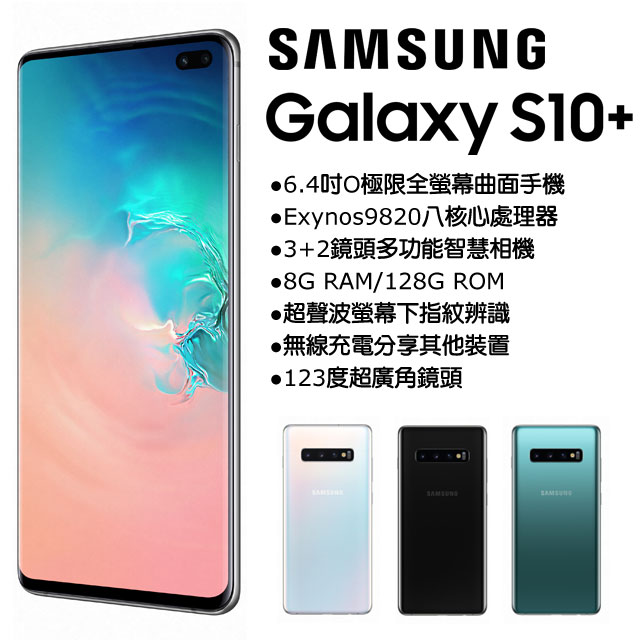 SAMSUNG
Galaxy S10+
●6.4吋O極限全螢幕曲面手機
●Exynos9820八核心處理器
●3+2鏡頭多功能智慧相機
●8G RAM/128G ROM
●超聲波螢幕下指紋辨識
●無線充電分享其他裝置
●123度超廣角鏡頭
SAMSUNG
SAMSUNG
SAMSUNG